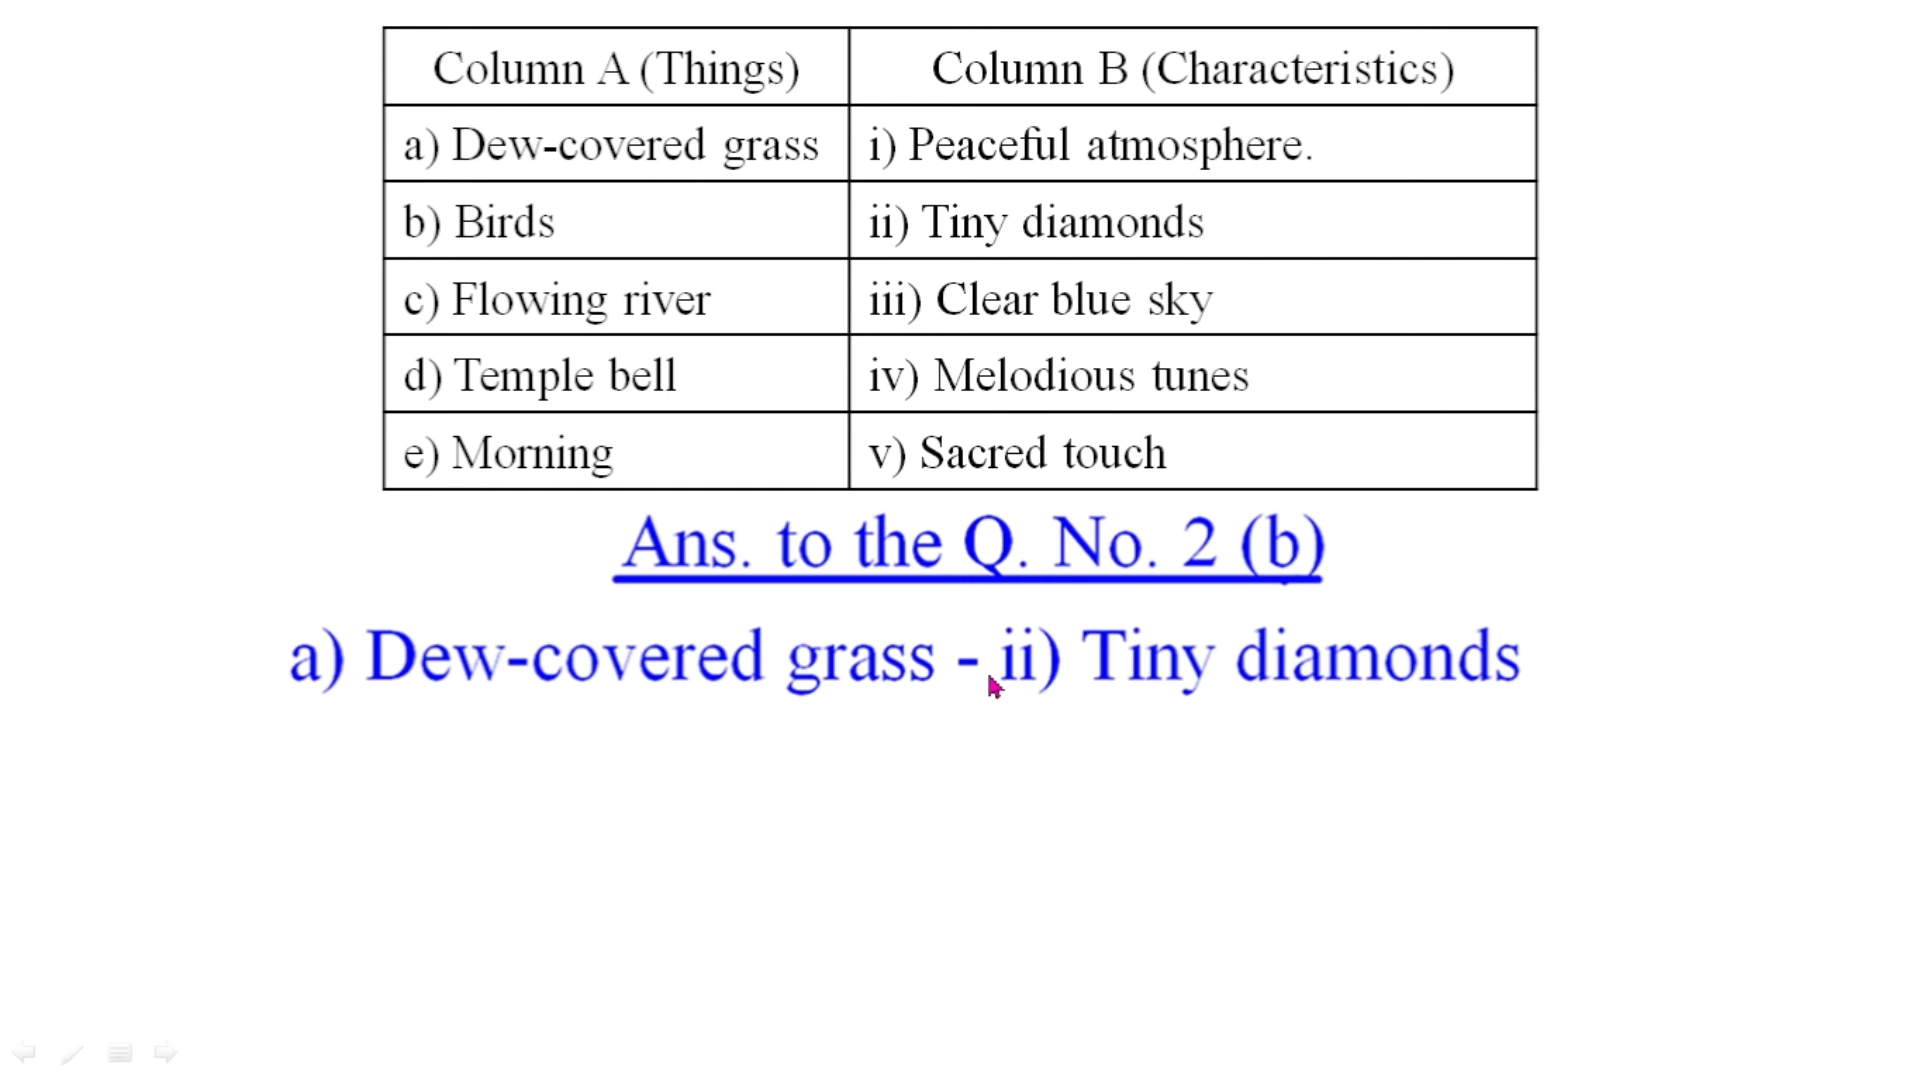 Column A (Things) Column B (Characteristics)
a) Dew-covered grass i) Peaceful atmosphere.
b) Birds ii) Tiny diamonds
c) Flowing river iii) Clear blue sky
d) Temple bell iv) Melodious tunes
e) Morning v) Sacred touch
Ans. to the Q. No. 2 (b)
a) Dew-covered grass - ii) Tiny diamonds